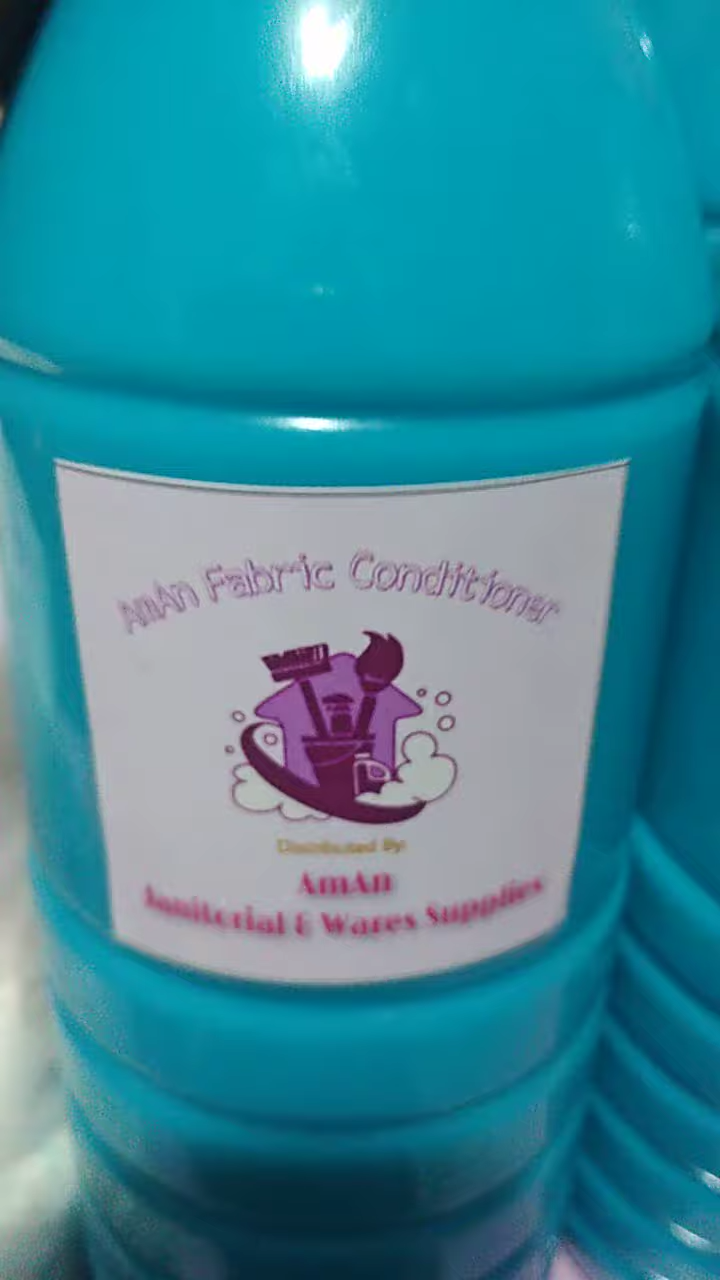 AmAn Fabric Conditioner
Distributed By:
AmAn
Janitorial & Wares Supplies